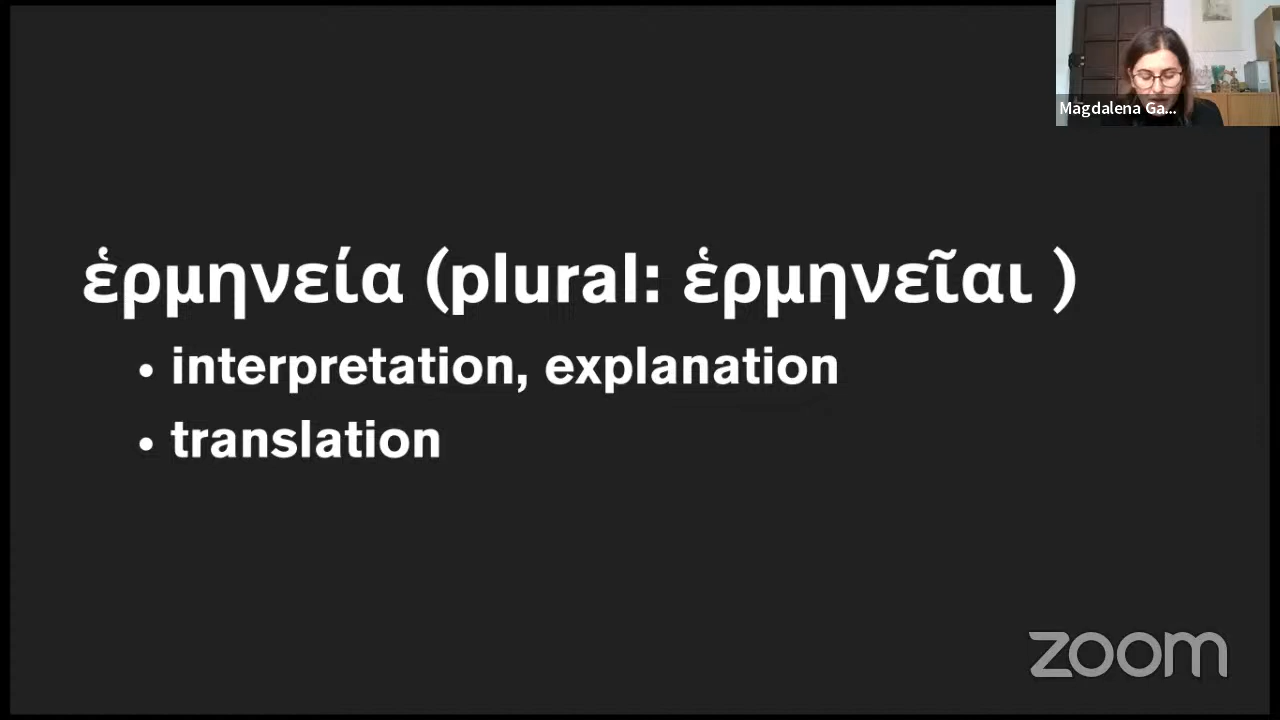 Magdalena Ga...
ἑρμηνεία (plural: ἑρμηνεῖαι )
• interpretation, explanation
• translation
zoom